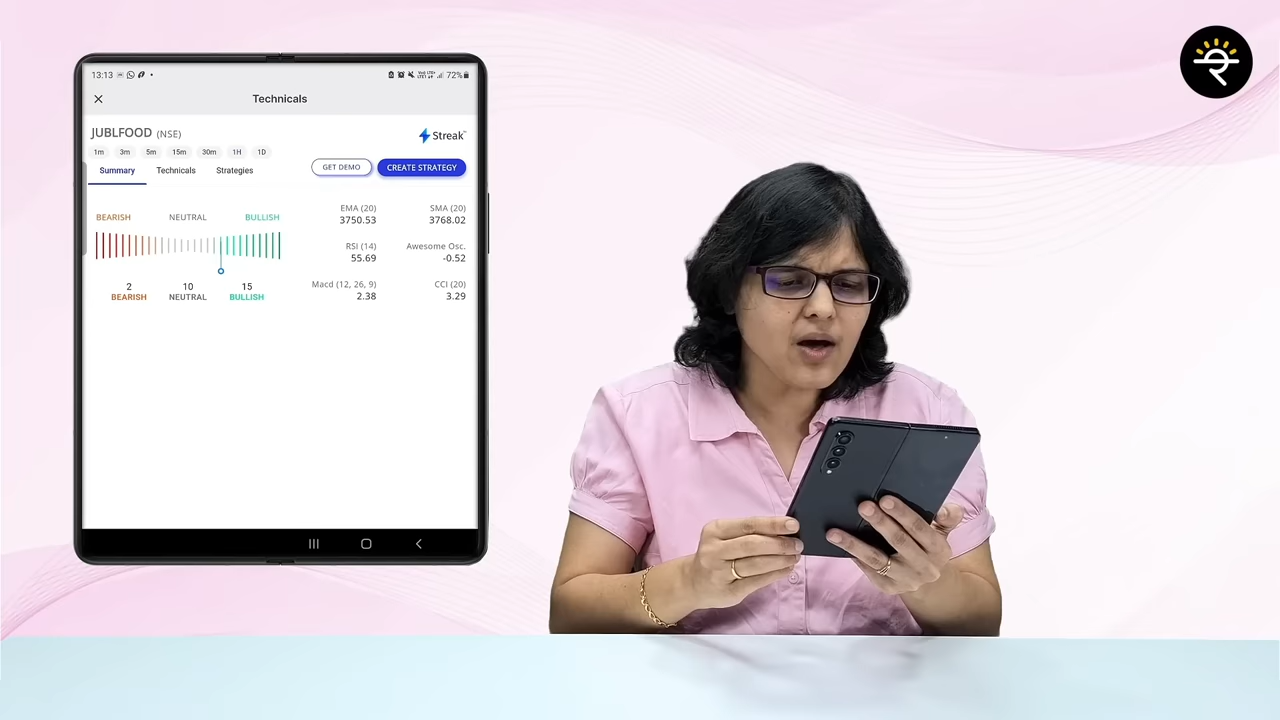 13:13
72%
Technicals
JUBLFOOD (NSE)
Streak
1m 3m 5m 15m 30m 1H 1D
Summary Technicals Strategies
GET DEMO CREATE STRATEGY
BEARISH NEUTRAL BULLISH
2 10 15
BEARISH NEUTRAL BULLISH
EMA (20) SMA (20)
3750.53 3768.02
RSI (14) Awesome Osc.
55.69 -0.52
Macd (12, 26, 9) CCI (20)
2.38 3.29